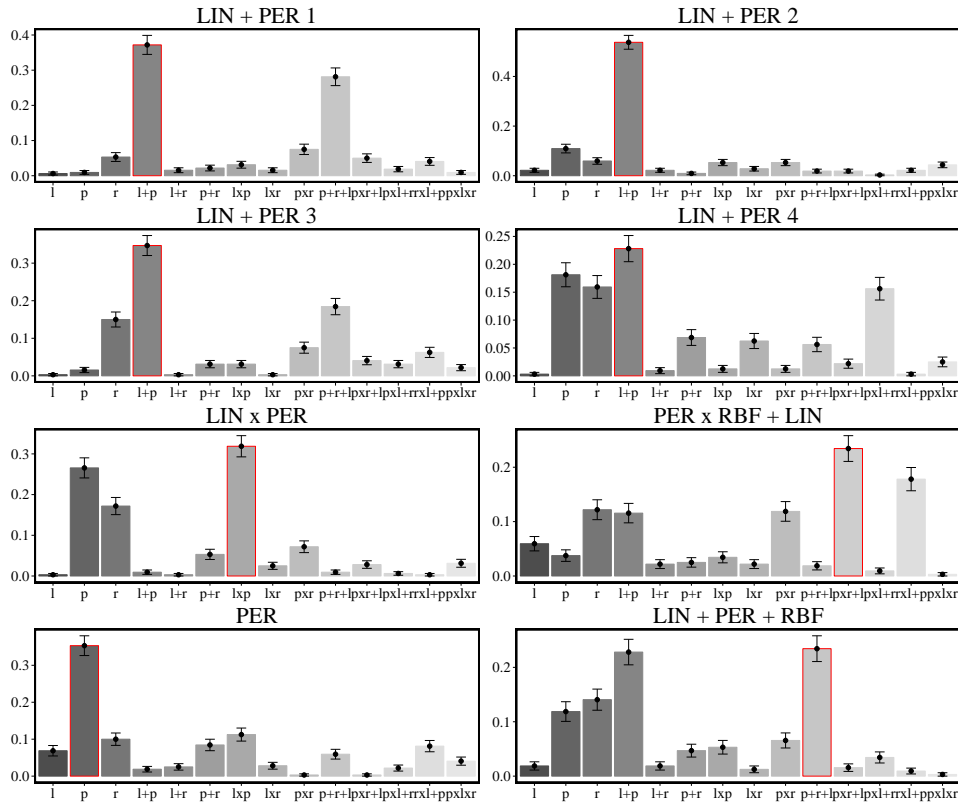 LIN + PER 1
0.4
0.3
0.2
0.1
0.0
l p r l+p l+r p+r lxp lxr pxr p+r+lpxr+lpxl+rrxl+ppxlxr
LIN + PER 2
0.4
0.2
0.0
l p r l+p l+r p+r lxp lxr pxr p+r+lpxr+lpxl+rrxl+ppxlxr
LIN + PER 3
0.3
0.2
0.1
0.0
l p r l+p l+r p+r lxp lxr pxr p+r+lpxr+lpxl+rrxl+ppxlxr
LIN + PER 4
0.25
0.20
0.15
0.10
0.05
0.00
l p r l+p l+r p+r lxp lxr pxr p+r+lpxr+lpxl+rrxl+ppxlxr
LIN x PER
0.3
0.2
0.1
0.0
l p r l+p l+r p+r lxp lxr pxr p+r+lpxr+lpxl+rrxl+ppxlxr
PER x RBF + LIN
0.2
0.1
0.0
l p r l+p l+r p+r lxp lxr pxr p+r+lpxr+lpxl+rrxl+ppxlxr
PER
0.3
0.2
0.1
0.0
l p r l+p l+r p+r lxp lxr pxr p+r+lpxr+lpxl+rrxl+ppxlxr
LIN + PER + RBF
0.2
0.1
0.0
l p r l+p l+r p+r lxp lxr pxr p+r+lpxr+lpxl+rrxl+ppxlxr